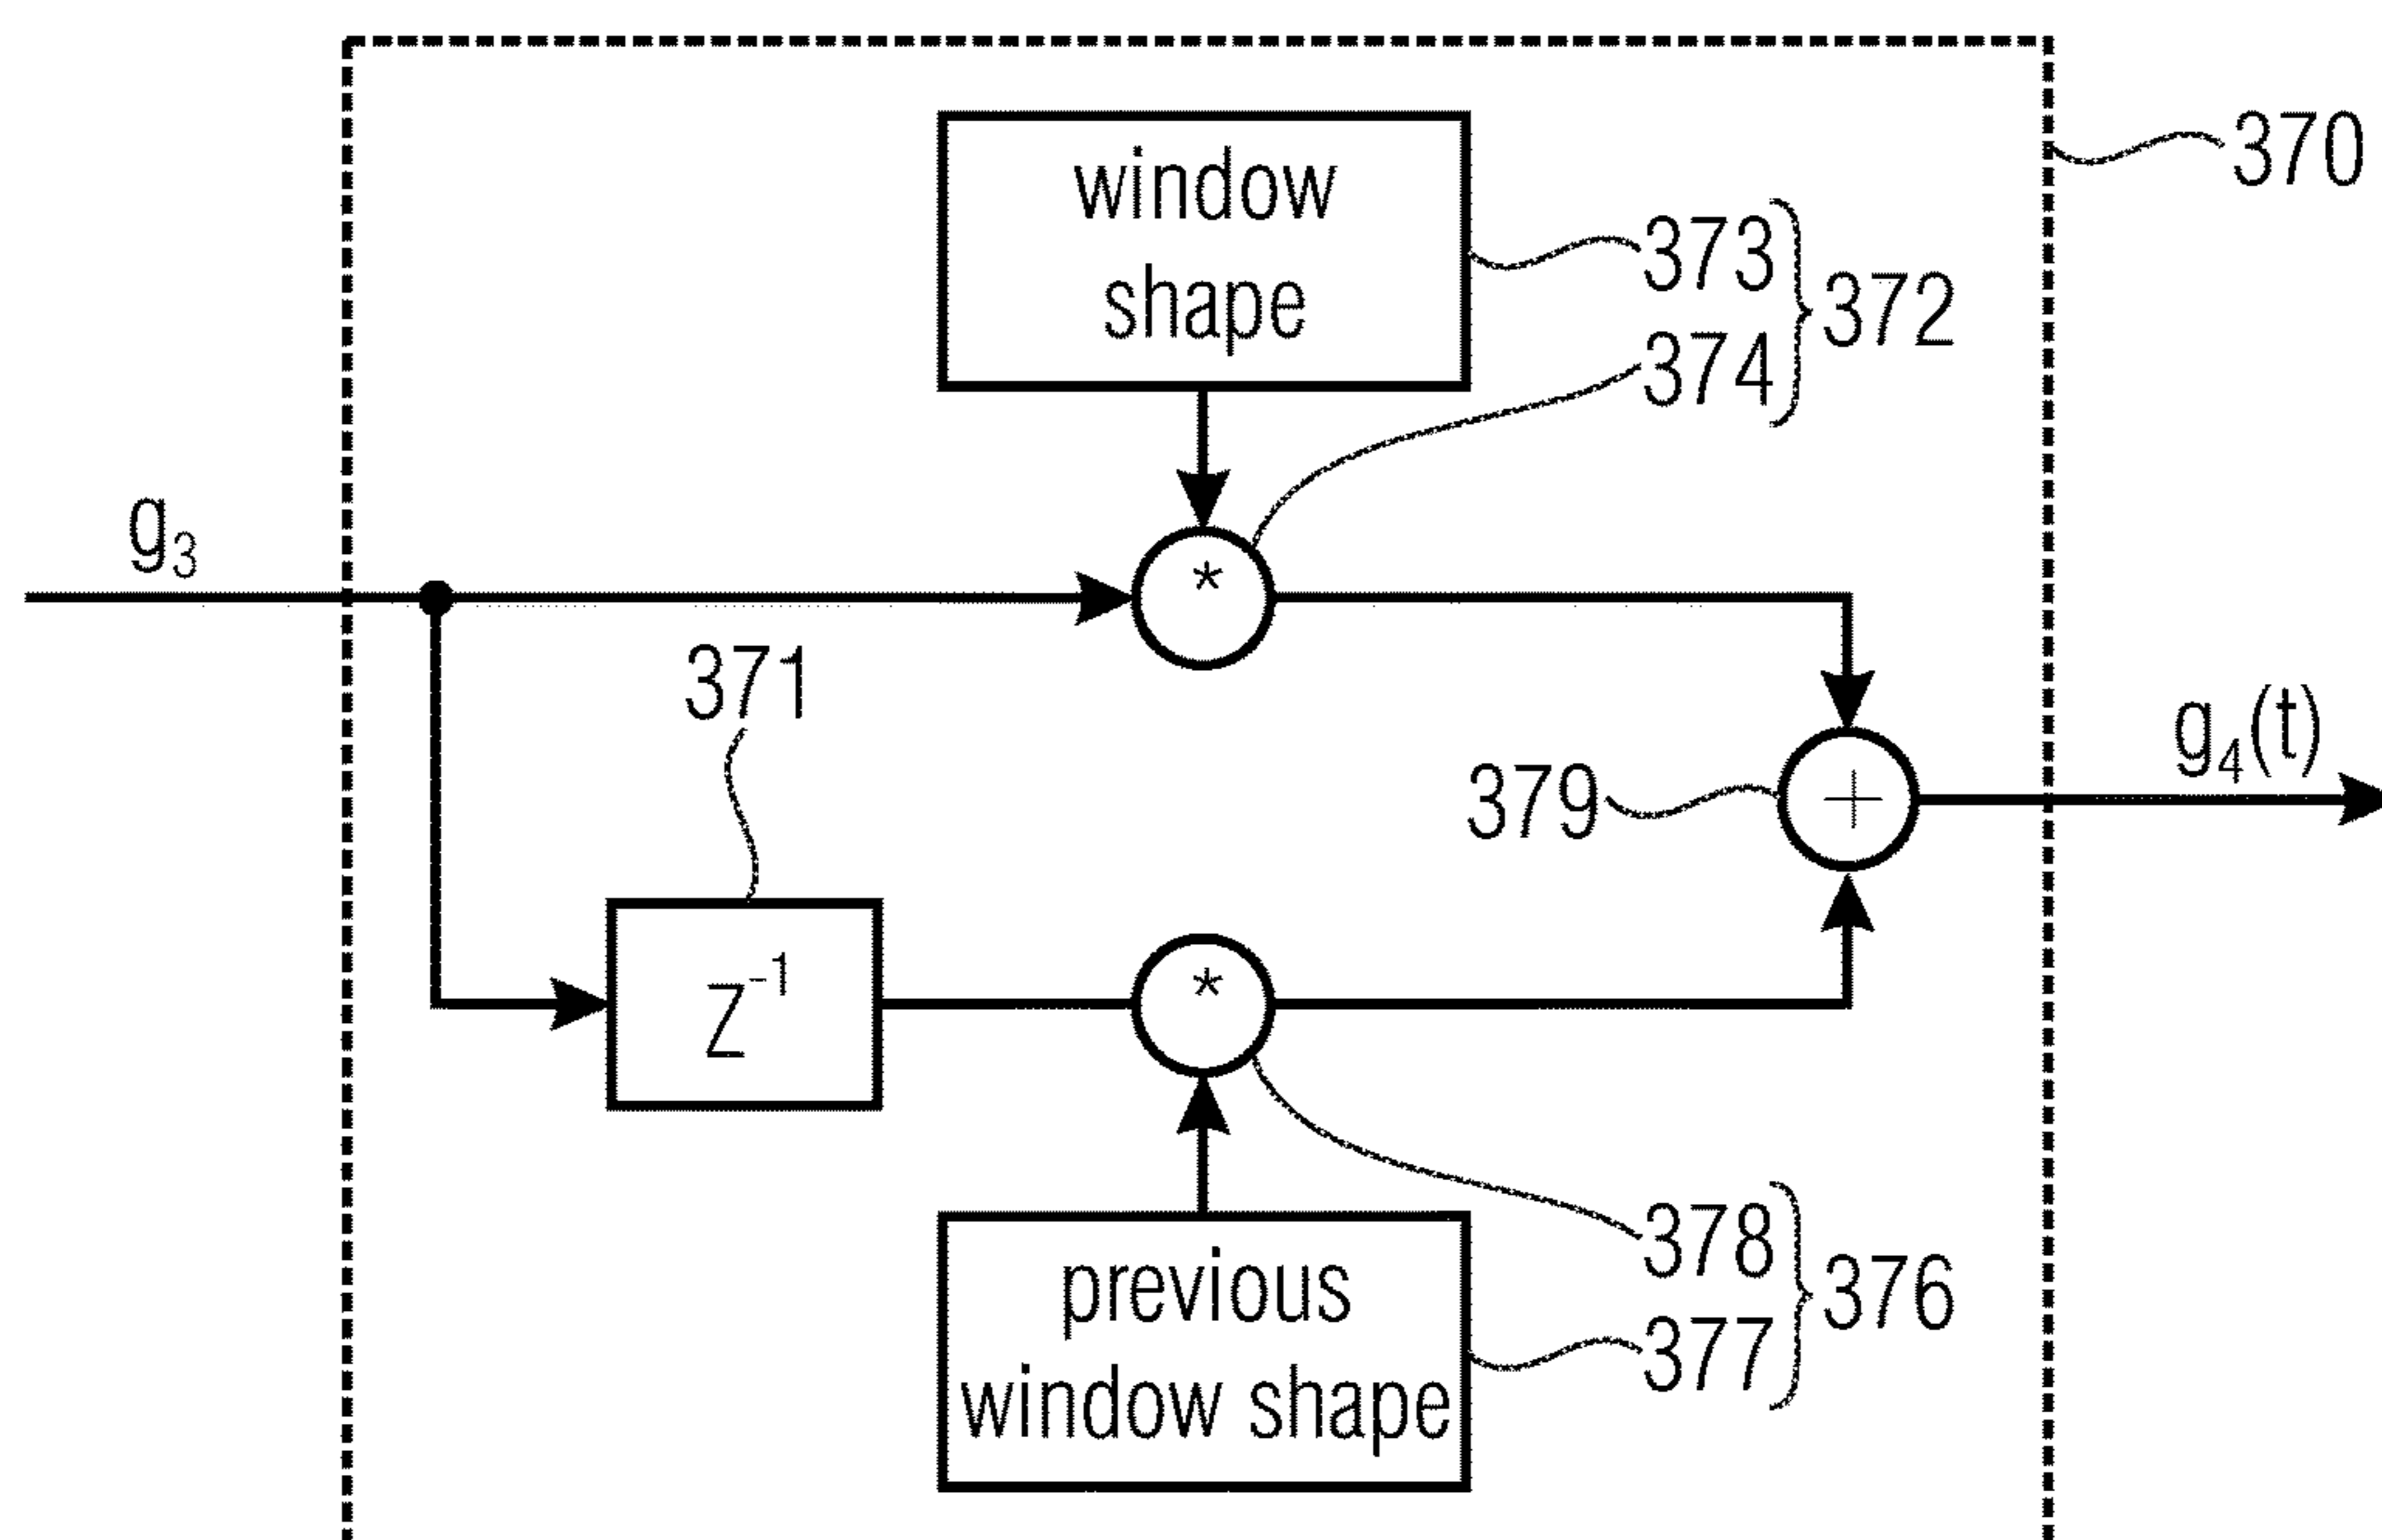 370
window
shape
373
374
372
g₃
*
371
379
+
g₄(t)
Z⁻¹
*
378
377
376
previous
window shape